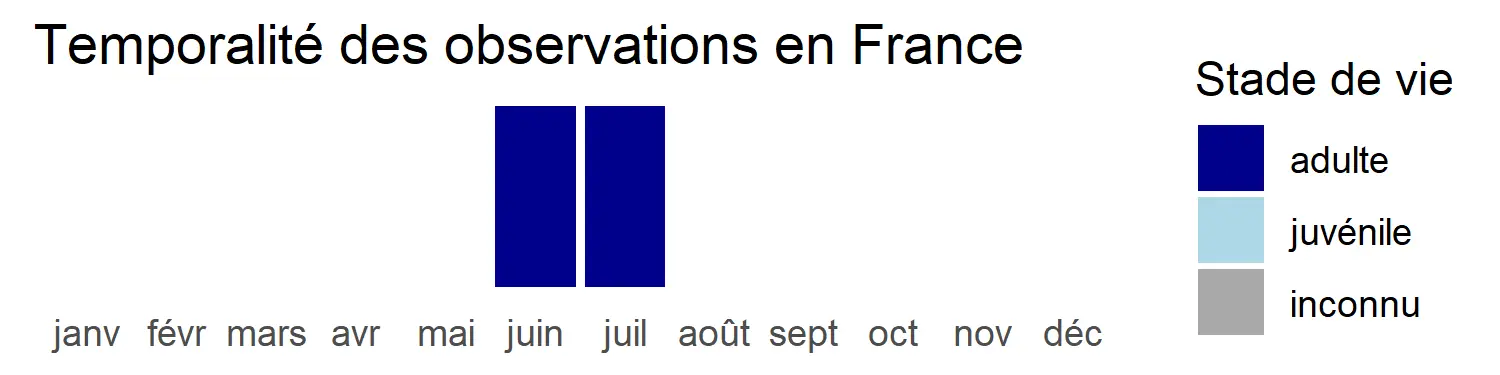 Temporalité des observations en France
janv févr mars avr mai juin juil août sept oct nov déc
Stade de vie
adulte
juvénile
inconnu